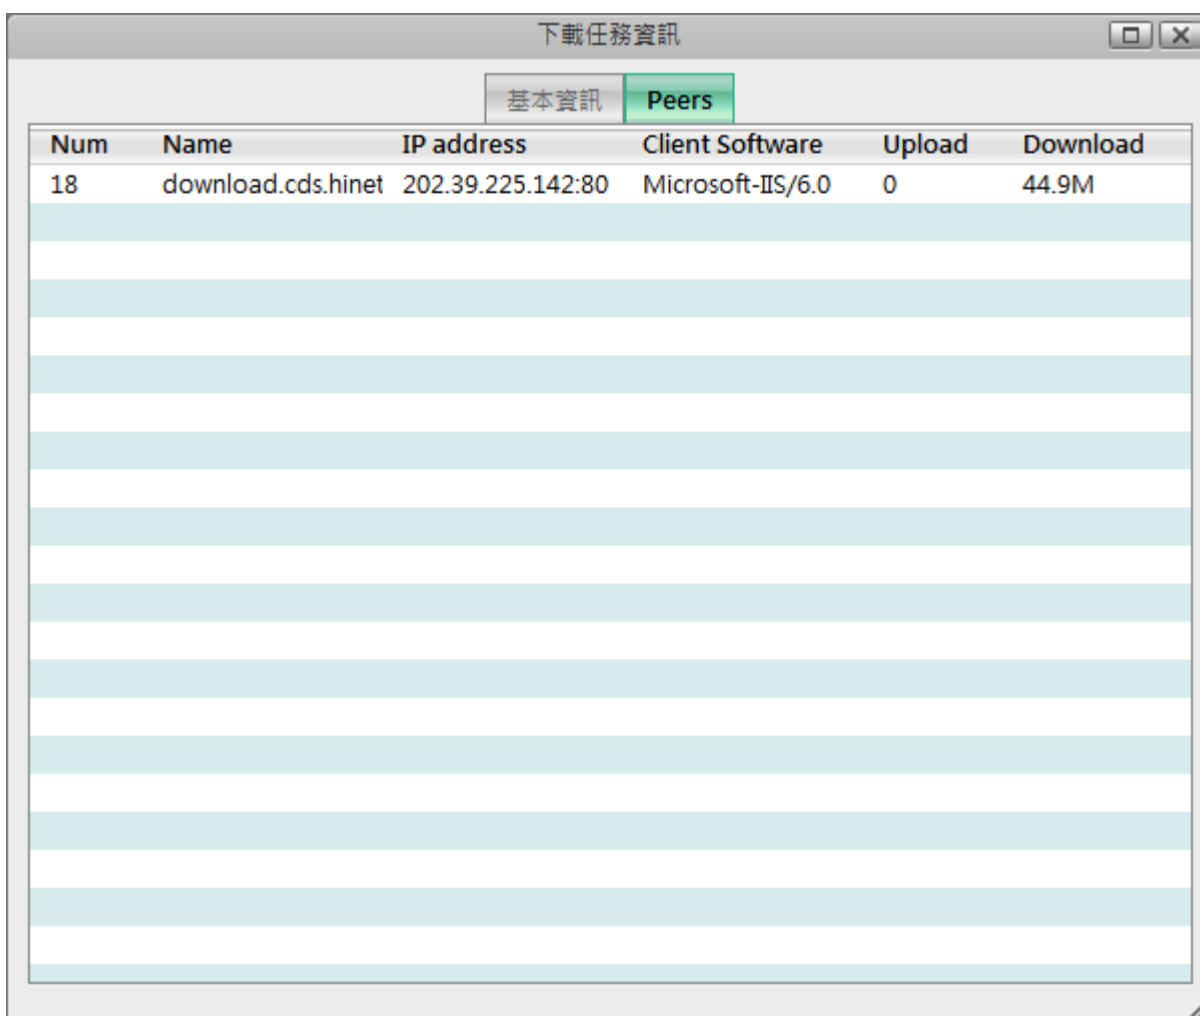 下載任務資訊
基本資訊 Peers
Num Name IP address Client Software Upload Download
18 download.cds.hinet 202.39.225.142:80 Microsoft-IIS/6.0 0 44.9M